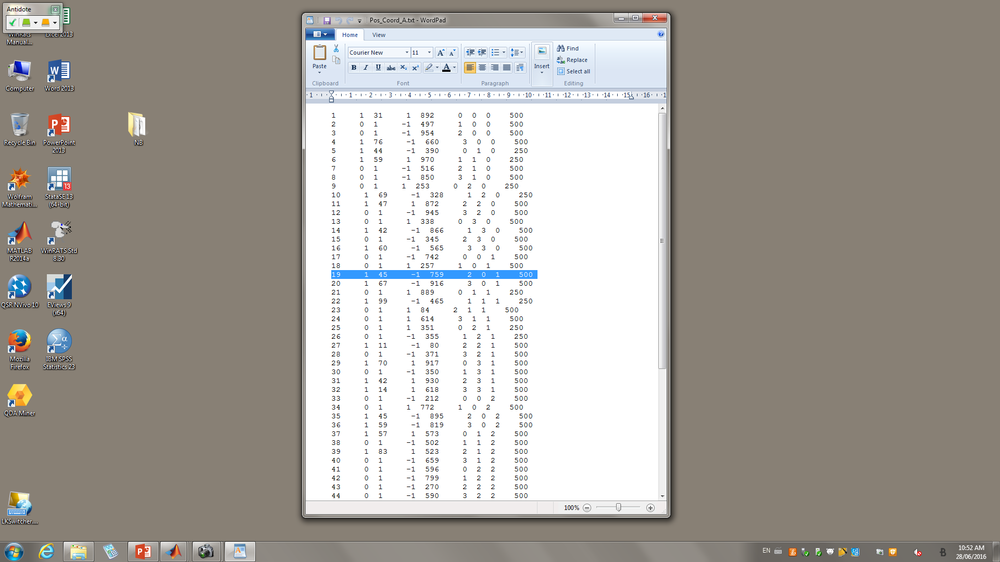 Antidote
WinRats Manual...
Excel 2013
Computer
Word 2013
Recycle Bin
PowerPoint 2013
NB
Wolfram Mathemati...
StataSE 13 (64-bit)
MATLAB R2014a
WinRATS Std 8.30
QSR NVivo 10
EViews 9 (x64)
Mozilla Firefox
IBM SPSS Statistics 23
QDA Miner
LKSwitcher....
Pos_Coord_A.txt - WordPad
Home View
Courier New 11
Paste
Insert
Find
Replace
Select all
Clipboard Font Paragraph Editing
1 1 2 3 4 5 6 7 8 9 10 11 12 13 14 15 16 1
1 1 31 1 892 0 0 0 500
2 0 1 -1 497 1 0 0 500
3 0 1 -1 954 2 0 0 500
4 1 76 -1 660 3 0 0 500
5 1 44 -1 390 0 1 0 250
6 1 59 1 970 1 1 0 250
7 0 1 -1 516 2 1 0 500
8 0 1 -1 850 3 1 0 500
9 0 1 1 253 0 2 0 250
10 1 69 -1 328 1 2 0 250
11 1 47 1 872 2 2 0 500
12 0 1 -1 945 3 2 0 500
13 0 1 1 338 0 3 0 500
14 1 42 -1 866 1 3 0 500
15 0 1 -1 345 2 3 0 500
16 1 60 -1 565 3 3 0 500
17 0 1 -1 742 0 0 1 500
18 0 1 1 257 1 0 1 500
19 1 45 -1 759 2 0 1 500
20 1 67 -1 916 3 0 1 500
21 0 1 1 889 0 1 1 250
22 1 99 -1 465 1 1 1 250
23 0 1 1 84 2 1 1 500
24 0 1 1 614 3 1 1 500
25 0 1 1 351 0 2 1 250
26 0 1 -1 355 1 2 1 250
27 1 11 -1 80 2 2 1 500
28 0 1 -1 371 3 2 1 500
29 1 70 1 917 0 3 1 500
30 0 1 -1 350 1 3 1 500
31 1 42 1 930 2 3 1 500
32 1 14 1 618 3 3 1 500
33 0 1 -1 212 0 0 2 500
34 0 1 1 772 1 0 2 500
35 1 45 -1 895 2 0 2 500
36 1 59 -1 819 3 0 2 500
37 1 57 1 573 0 1 2 500
38 0 1 -1 502 1 1 2 500
39 1 83 1 523 2 1 2 500
40 0 1 -1 659 3 1 2 500
41 0 1 -1 596 0 2 2 500
42 0 1 -1 799 1 2 2 500
43 0 1 -1 270 2 2 2 500
44 0 1 -1 590 3 2 2 500
100%
EN
10:52 AM
28/06/2016